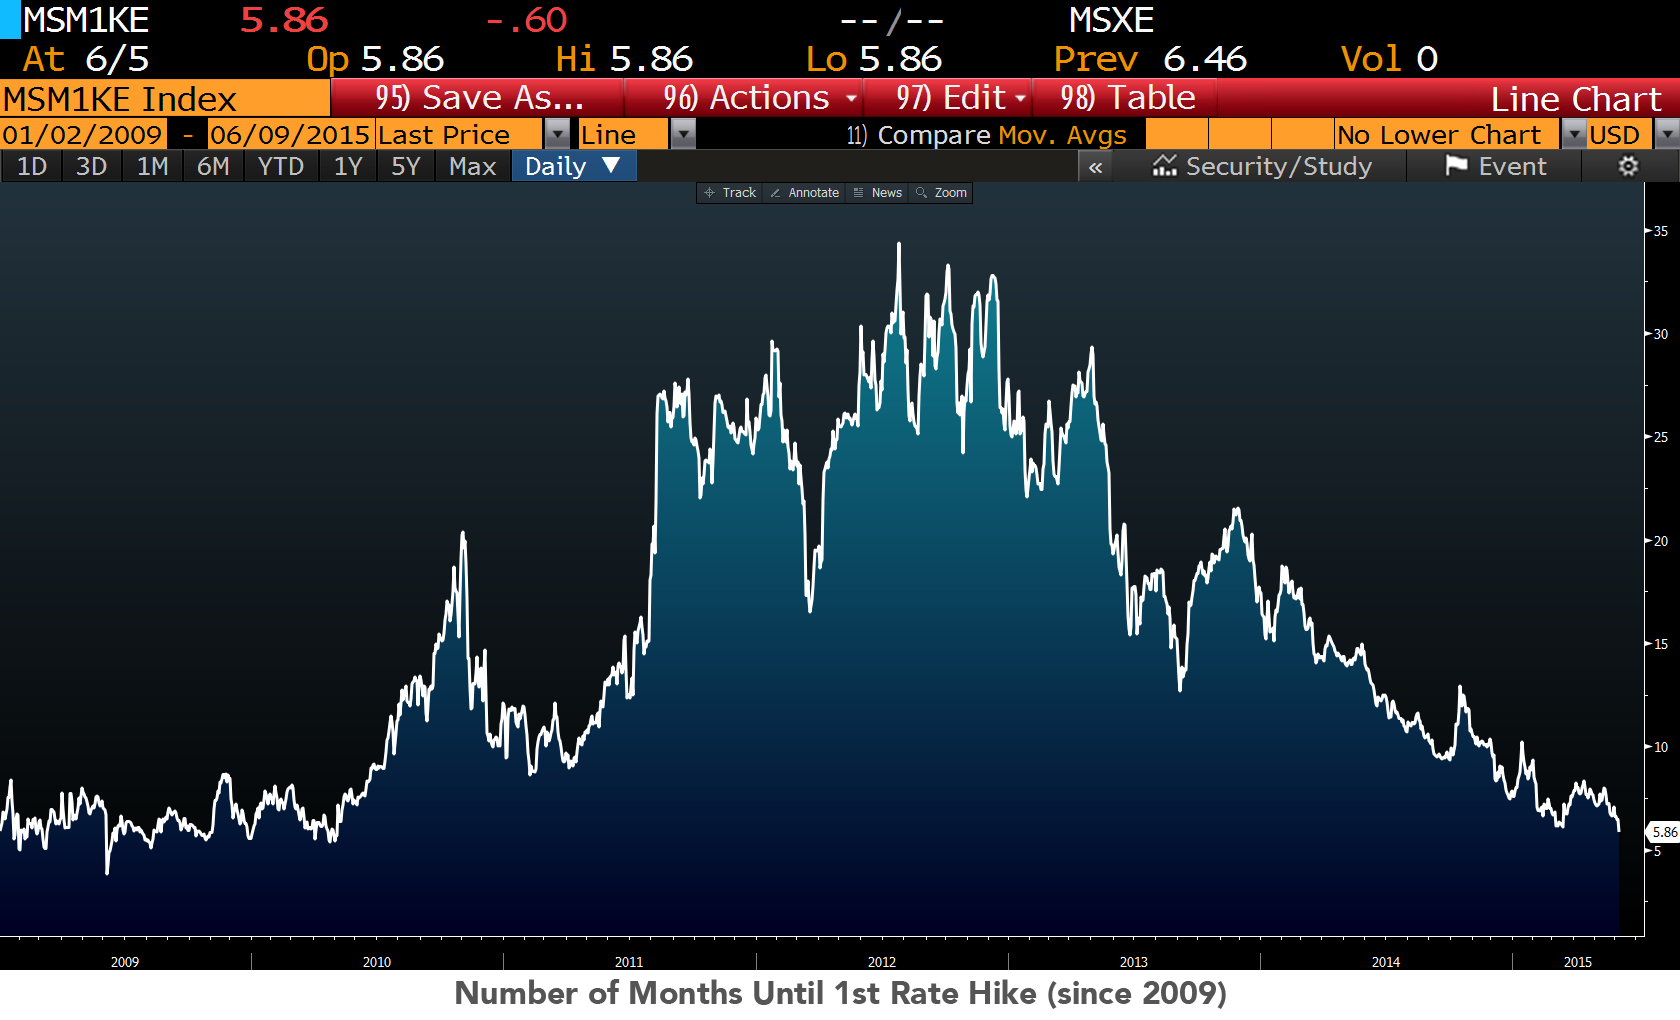 MSM1KE 5.86 -.60 --/-- MSXE
At 6/5 Op 5.86 Hi 5.86 Lo 5.86 Prev 6.46 Vol 0
MSM1KE Index 95) Save As... 96) Actions 97) Edit 98) Table Line Chart
01/02/2009 - 06/09/2015 Last Price Line 11) Compare Mov. Avgs No Lower Chart USD
1D 3D 1M 6M YTD 1Y 5Y Max Daily ▼ « Security/Study Event
Track Annotate News Zoom
35
30
25
20
15
10
5.86
5
2009 2010 2011 2012 2013 2014 2015
Number of Months Until 1st Rate Hike (since 2009)